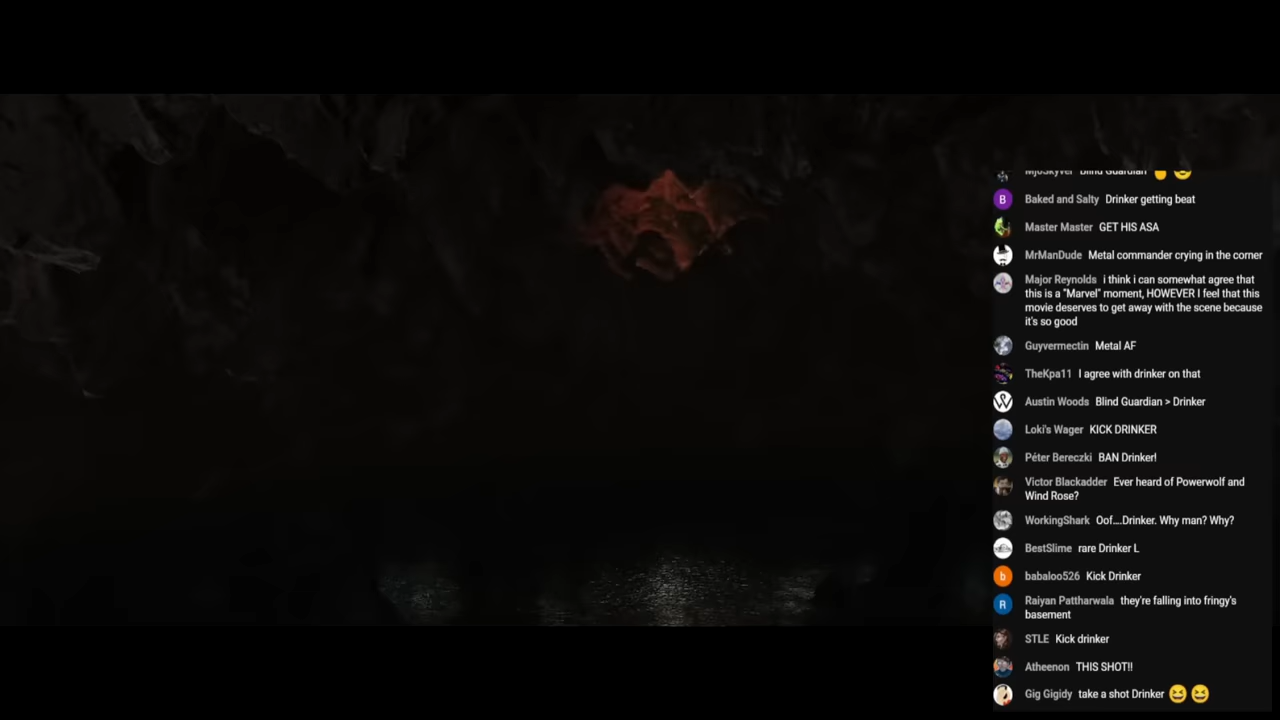 MjoSkyver Blind Guardian
B Baked and Salty Drinker getting beat
Master Master GET HIS ASA
MrManDude Metal commander crying in the corner
Major Reynolds i think i can somewhat agree that
this is a "Marvel" moment, HOWEVER I feel that this
movie deserves to get away with the scene because
it's so good
Guyvermectin Metal AF
TheKpa11 I agree with drinker on that
Austin Woods Blind Guardian > Drinker
Loki's Wager KICK DRINKER
Péter Bereczki BAN Drinker!
Victor Blackadder Ever heard of Powerwolf and
Wind Rose?
WorkingShark Oof....Drinker. Why man? Why?
BestSlime rare Drinker L
b babaloo526 Kick Drinker
R Raiyan Pattharwala they're falling into fringy's
basement
STLE Kick drinker
Atheenon THIS SHOT!!
Gig Gigidy take a shot Drinker 😆 😆